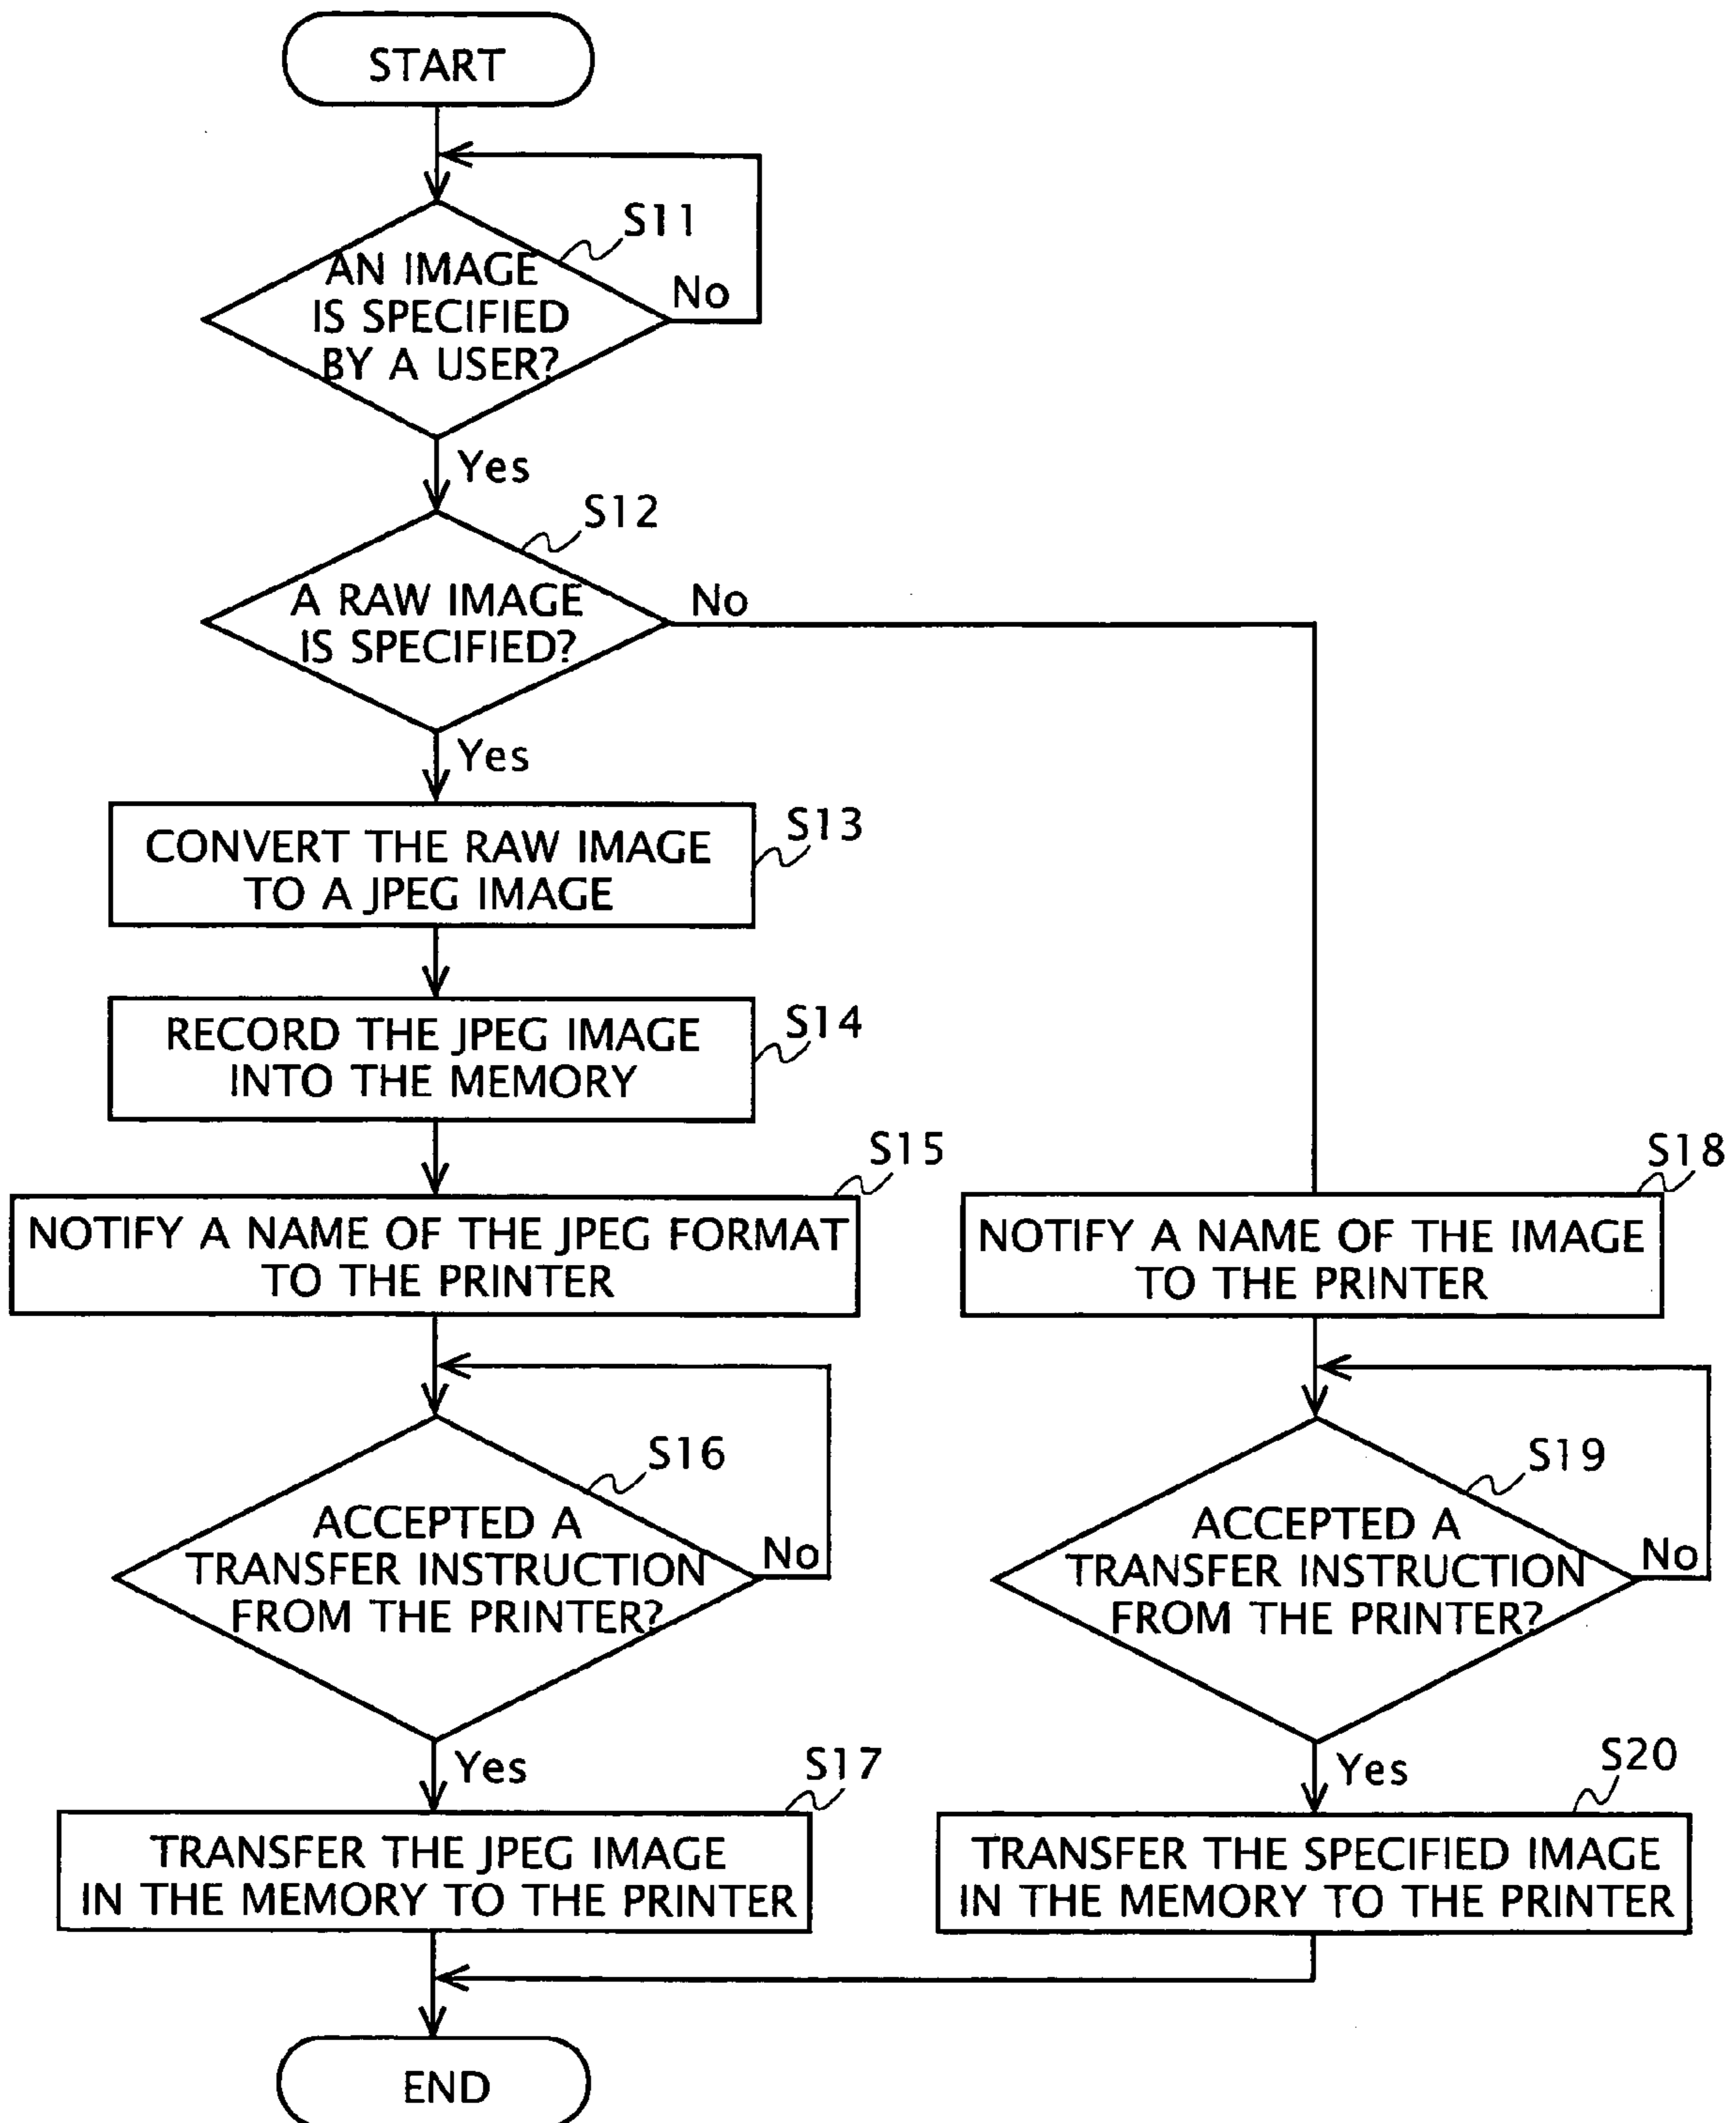 START
S11
AN IMAGE
IS SPECIFIED
BY A USER?
No
Yes
S12
A RAW IMAGE
IS SPECIFIED?
No
Yes
S13
CONVERT THE RAW IMAGE
TO A JPEG IMAGE
S14
RECORD THE JPEG IMAGE
INTO THE MEMORY
S15
NOTIFY A NAME OF THE JPEG FORMAT
TO THE PRINTER
S16
ACCEPTED A
TRANSFER INSTRUCTION
FROM THE PRINTER?
No
Yes
S17
TRANSFER THE JPEG IMAGE
IN THE MEMORY TO THE PRINTER
S18
NOTIFY A NAME OF THE IMAGE
TO THE PRINTER
S19
ACCEPTED A
TRANSFER INSTRUCTION
FROM THE PRINTER?
No
Yes
S20
TRANSFER THE SPECIFIED IMAGE
IN THE MEMORY TO THE PRINTER
END